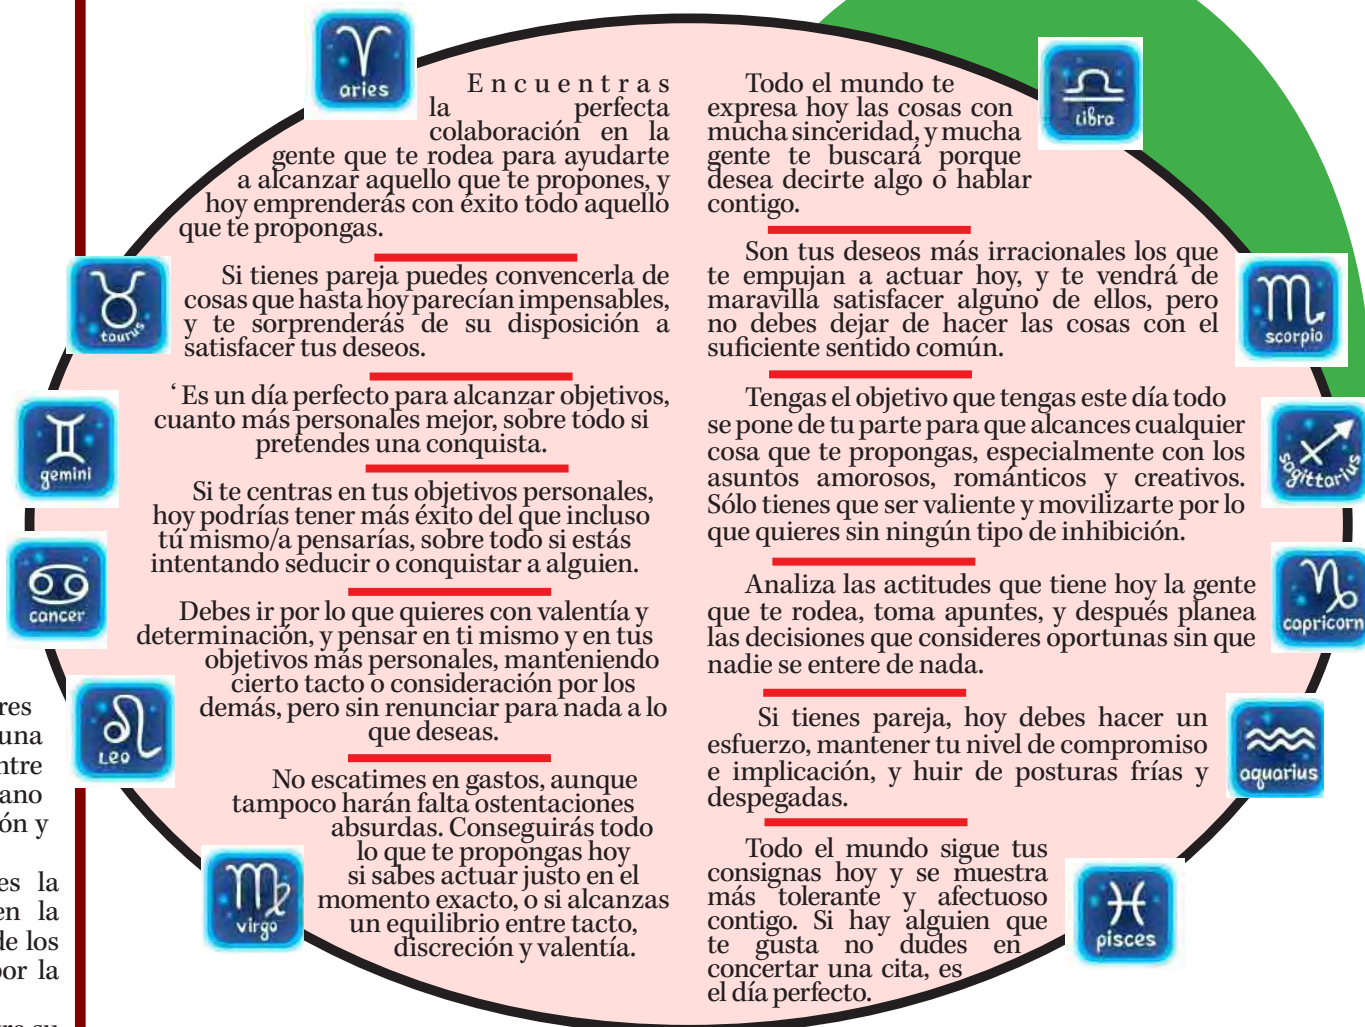 aries
Encuentras
la perfecta
colaboración en la
gente que te rodea para ayudarte
a alcanzar aquello que te propones, y
hoy emprenderás con éxito todo aquello
que te propongas.
taurus
Si tienes pareja puedes convencerla de
cosas que hasta hoy parecían impensables,
y te sorprenderás de su disposición a
satisfacer tus deseos.
gemini
‘ Es un día perfecto para alcanzar objetivos,
cuanto más personales mejor, sobre todo si
pretendes una conquista.
cancer
Si te centras en tus objetivos personales,
hoy podrías tener más éxito del que incluso
tú mismo/a pensarías, sobre todo si estás
intentando seducir o conquistar a alguien.
Leo
Debes ir por lo que quieres con valentía y
determinación, y pensar en ti mismo y en tus
objetivos más personales, manteniendo
cierto tacto o consideración por los
demás, pero sin renunciar para nada a lo
que deseas.
virgo
No escatimes en gastos, aunque
tampoco harán falta ostentaciones
absurdas. Conseguirás todo
lo que te propongas hoy
si sabes actuar justo en el
momento exacto, o si alcanzas
un equilibrio entre tacto,
discreción y valentía.
libra
Todo el mundo te
expresa hoy las cosas con
mucha sinceridad, y mucha
gente te buscará porque
desea decirte algo o hablar
contigo.
scorpio
Son tus deseos más irracionales los que
te empujan a actuar hoy, y te vendrá de
maravilla satisfacer alguno de ellos, pero
no debes dejar de hacer las cosas con el
suficiente sentido común.
sagittarius
Tengas el objetivo que tengas este día todo
se pone de tu parte para que alcances cualquier
cosa que te propongas, especialmente con los
asuntos amorosos, románticos y creativos.
Sólo tienes que ser valiente y movilizarte por lo
que quieres sin ningún tipo de inhibición.
capricorn
Analiza las actitudes que tiene hoy la gente
que te rodea, toma apuntes, y después planea
las decisiones que consideres oportunas sin que
nadie se entere de nada.
aquarius
Si tienes pareja, hoy debes hacer un
esfuerzo, mantener tu nivel de compromiso
e implicación, y huir de posturas frías y
despegadas.
pisces
Todo el mundo sigue tus
consignas hoy y se muestra
más tolerante y afectuoso
contigo. Si hay alguien que
te gusta no dudes en
concertar una cita, es
el día perfecto.
res
una
ntre
ano
ón y
es la
en la
de los
por la